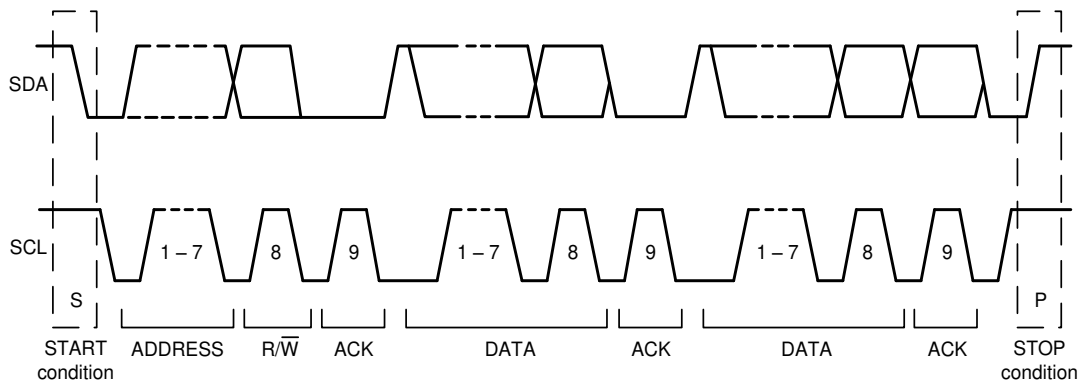 SDA
SCL
1 – 7
8
9
1 – 7
8
9
1 – 7
8
9
S
P
START
condition
ADDRESS
R/W̅
ACK
DATA
ACK
DATA
ACK
STOP
condition